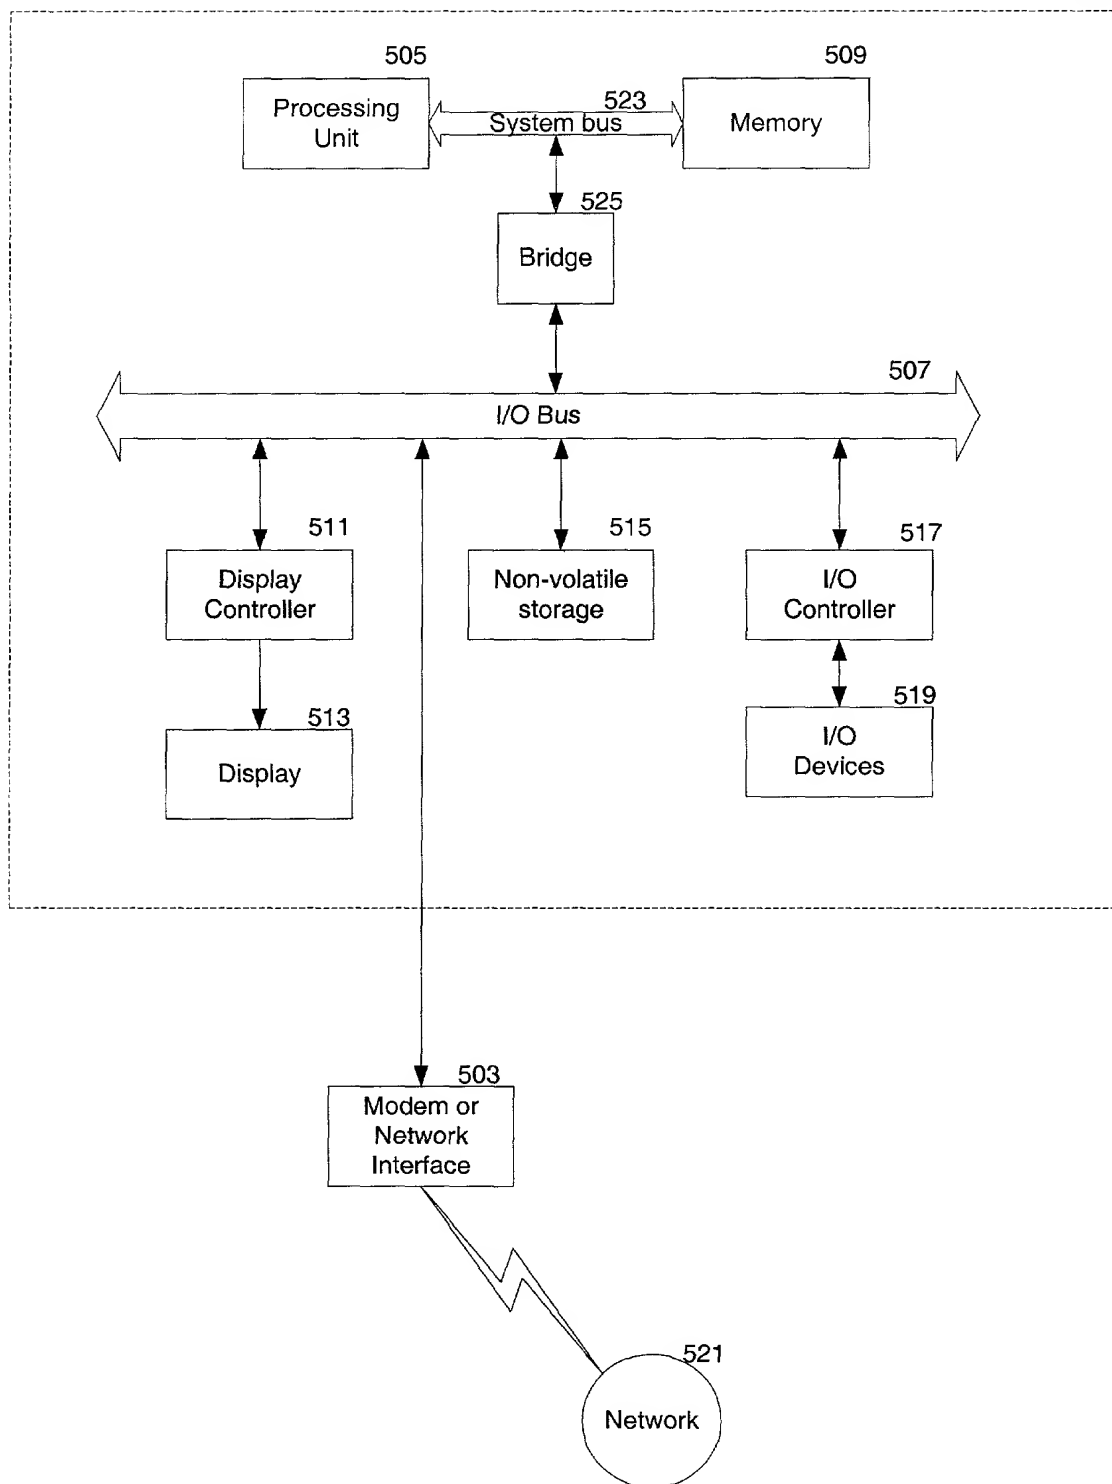 505
509
Processing
Unit
523
System bus
Memory
525
Bridge
507
I/O Bus
511
515
517
Display
Controller
Non-volatile
storage
I/O
Controller
513
519
Display
I/O
Devices
503
Modem or
Network
Interface
521
Network